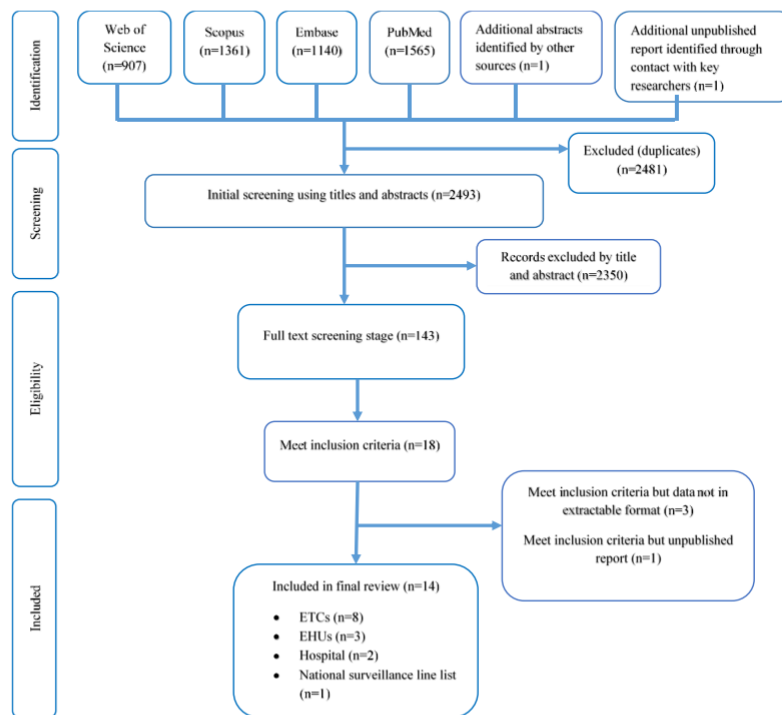 Identification
Web of
Science
(n=907)
Scopus
(n=1361)
Embase
(n=1140)
PubMed
(n=1565)
Additional abstracts
identified by other
sources (n=1)
Additional unpublished
report identified through
contact with key
researchers (n=1)
Excluded (duplicates)
(n=2481)
Screening
Initial screening using titles and abstracts (n=2493)
Records excluded by title
and abstract (n=2350)
Eligibility
Full text screening stage (n=143)
Meet inclusion criteria (n=18)
Meet inclusion criteria but data not in
extractable format (n=3)
Meet inclusion criteria but unpublished
report (n=1)
Included
Included in final review (n=14)
• ETCs (n=8)
• EHUs (n=3)
• Hospital (n=2)
• National surveillance line list
(n=1)